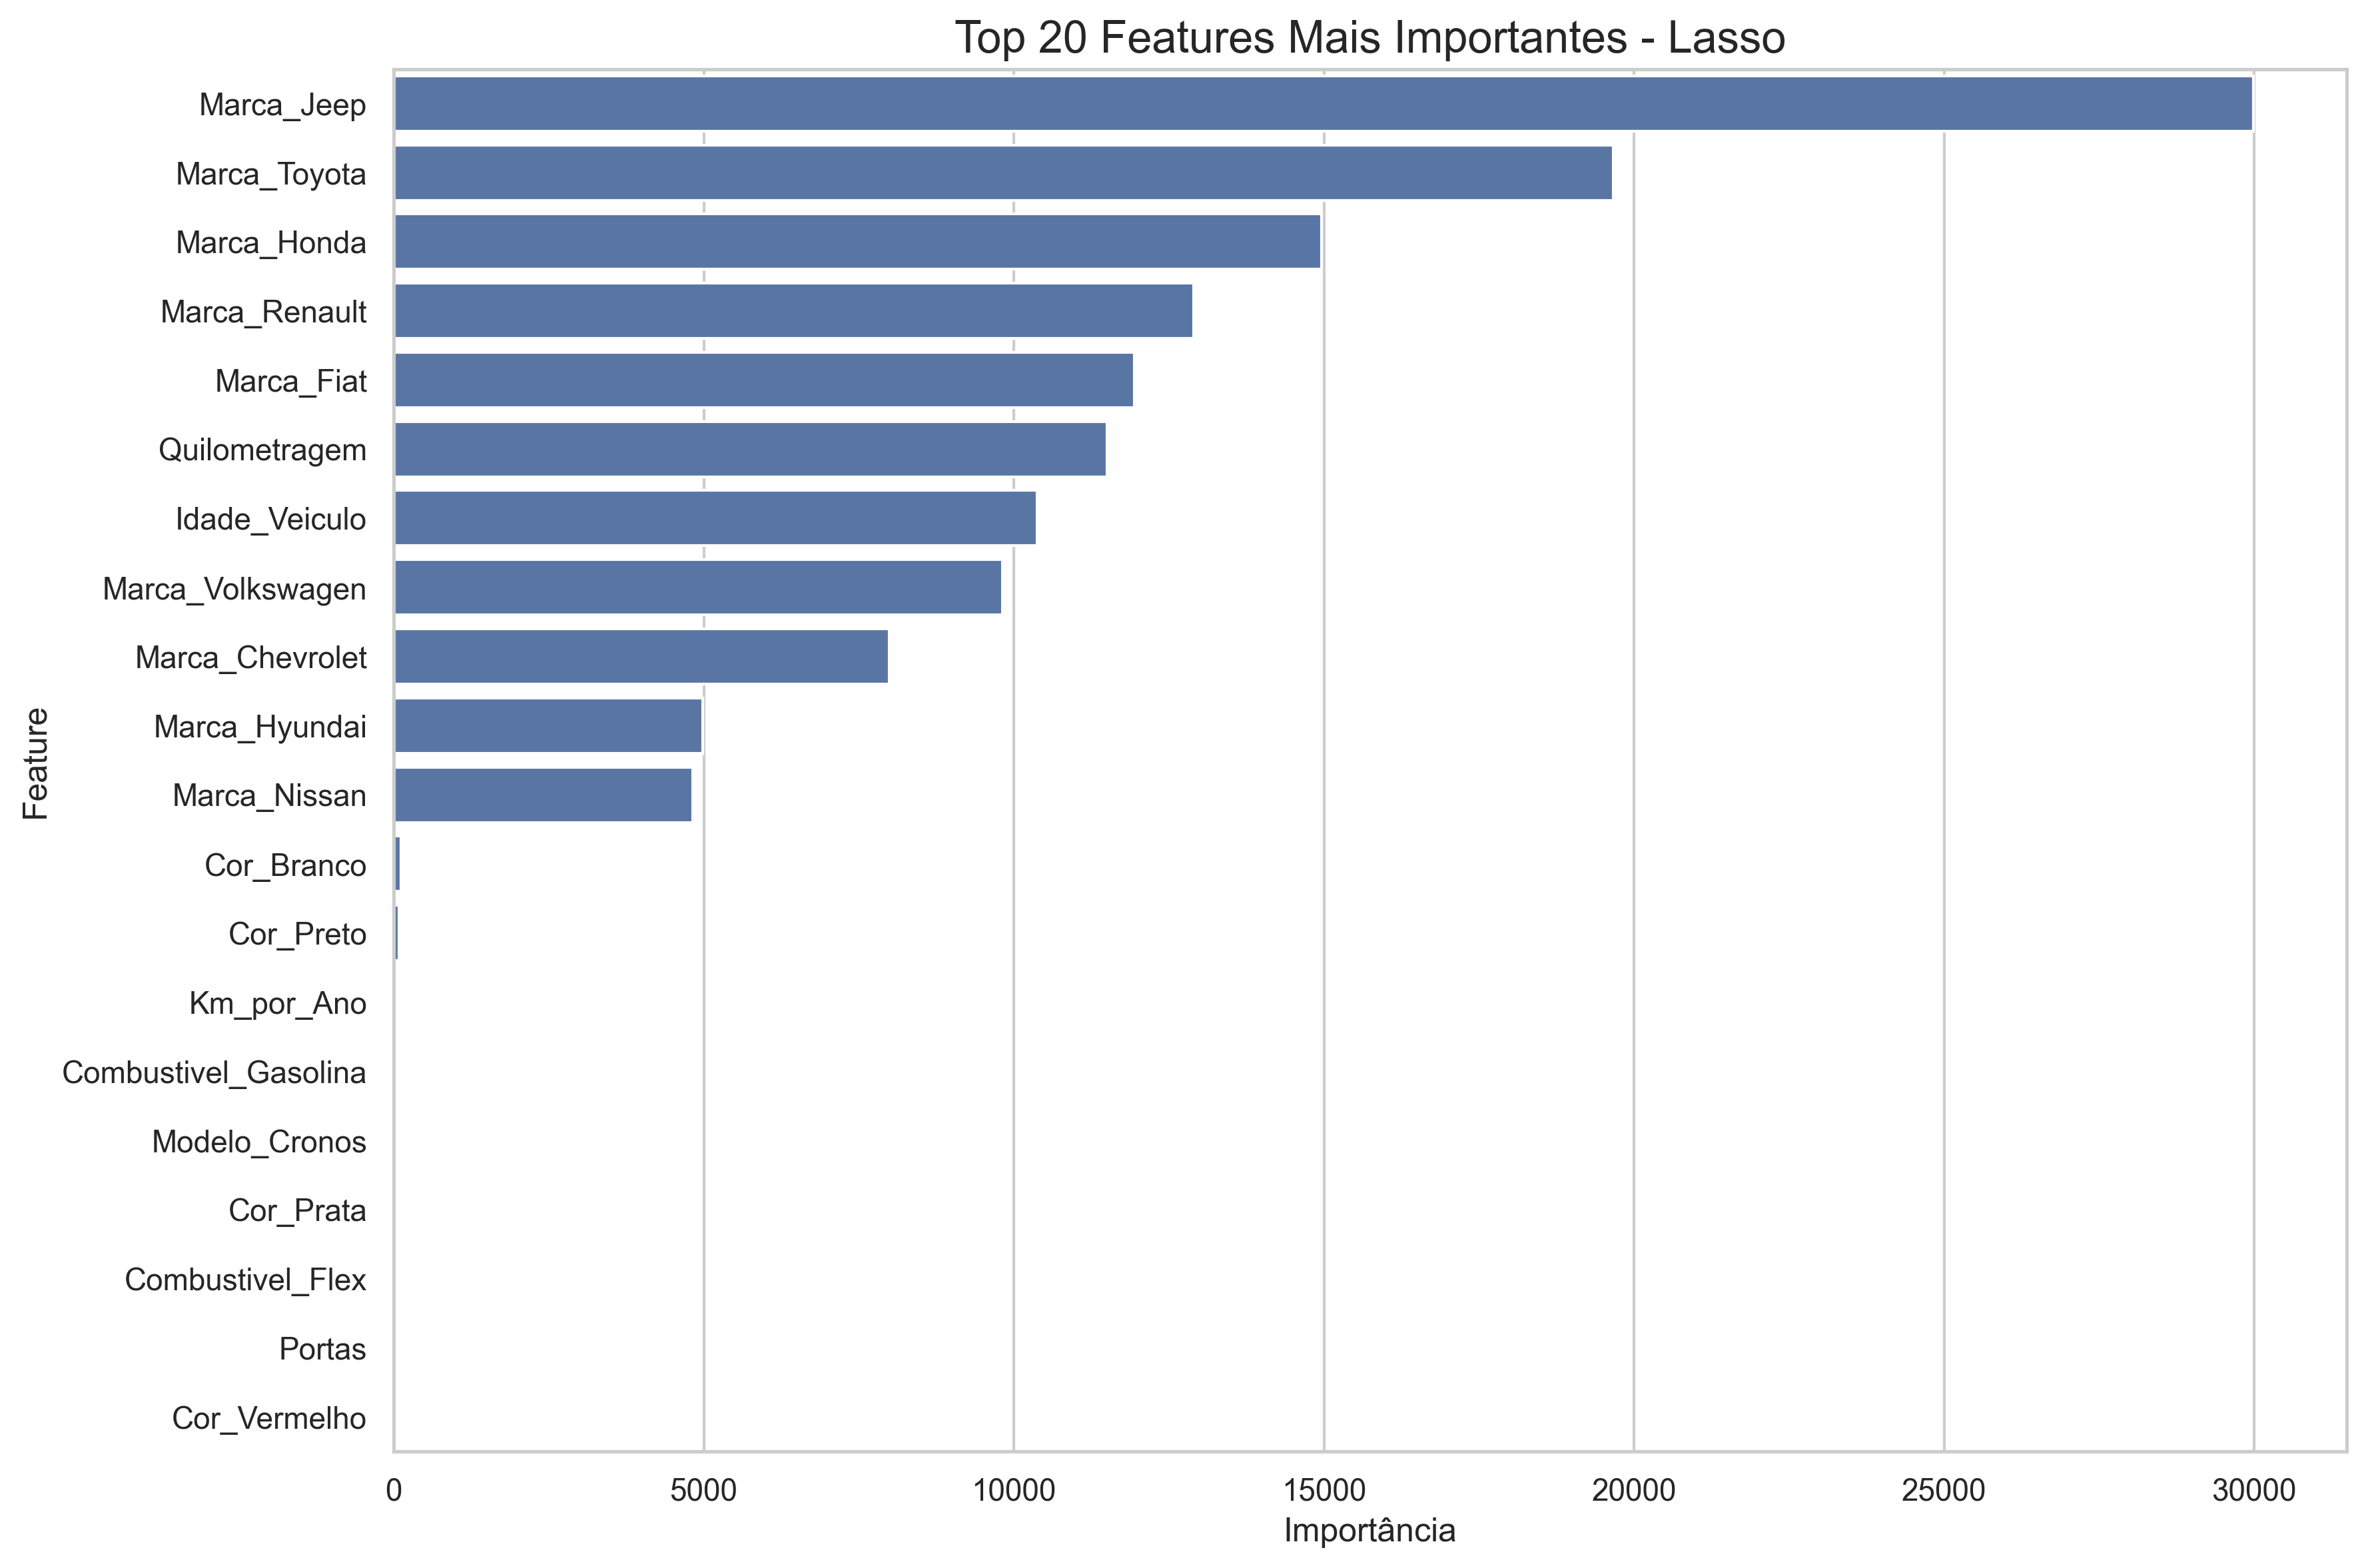 Top 20 Features Mais Importantes - Lasso
Marca_Jeep
Marca_Toyota
Marca_Honda
Marca_Renault
Marca_Fiat
Quilometragem
Idade_Veiculo
Marca_Volkswagen
Marca_Chevrolet
Marca_Hyundai
Marca_Nissan
Cor_Branco
Cor_Preto
Km_por_Ano
Combustivel_Gasolina
Modelo_Cronos
Cor_Prata
Combustivel_Flex
Portas
Cor_Vermelho
Feature
0 5000 10000 15000 20000 25000 30000
Importância